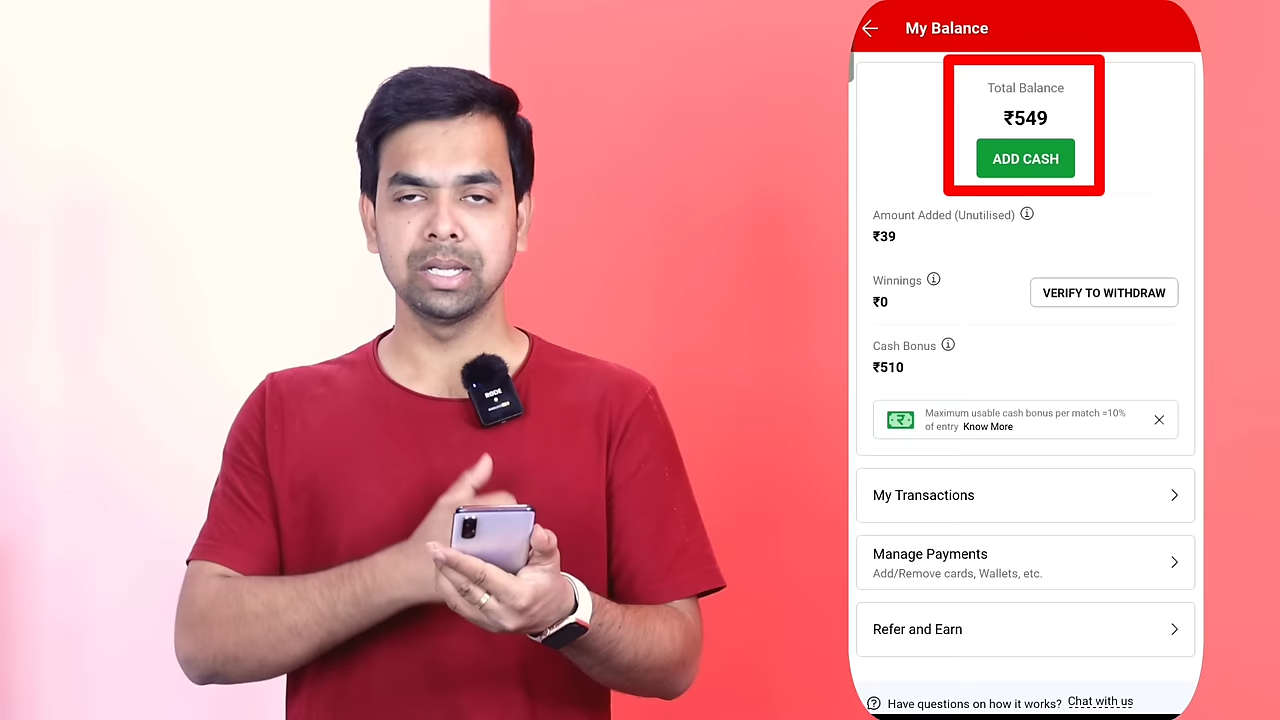 My Balance
Total Balance
₹549
ADD CASH
Amount Added (Unutilised)
₹39
Winnings
₹0
VERIFY TO WITHDRAW
Cash Bonus
₹510
Maximum usable cash bonus per match =10%
of entry Know More
My Transactions
Manage Payments
Add/Remove cards, Wallets, etc.
Refer and Earn
Have questions on how it works? Chat with us
RØDE